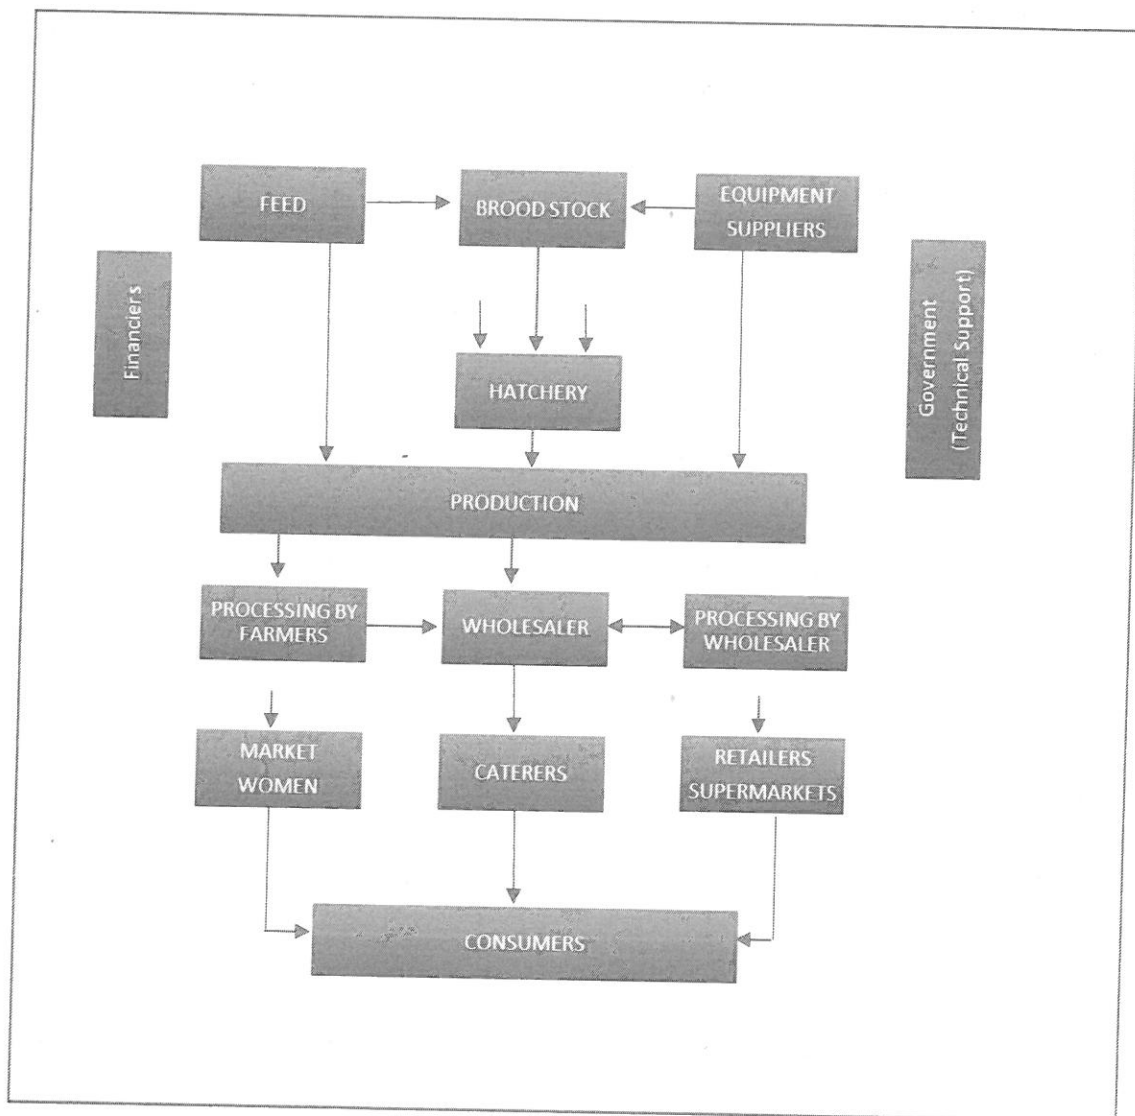 FEED
BROOD STOCK
EQUIPMENT
SUPPLIERS
Financiers
Government
(Technical Support)
HATCHERY
PRODUCTION
PROCESSING BY
FARMERS
WHOLESALER
PROCESSING BY
WHOLESALER
MARKET
WOMEN
CATERERS
RETAILERS
SUPERMARKETS
CONSUMERS